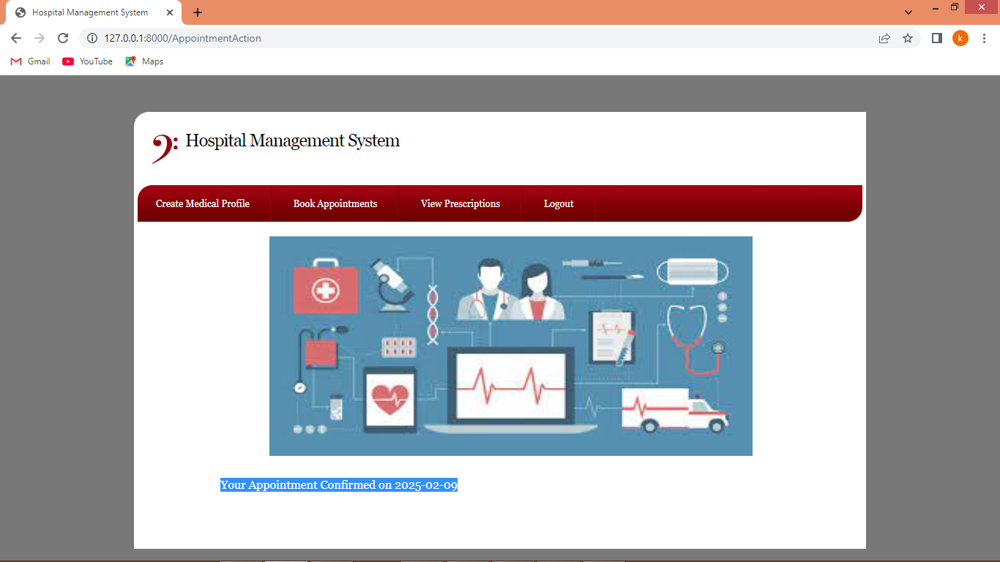 Hospital Management System
127.0.0.1:8000/AppointmentAction
k
Gmail YouTube Maps
Hospital Management System
Create Medical Profile Book Appointments View Prescriptions Logout
Your Appointment Confirmed on 2025-02-09